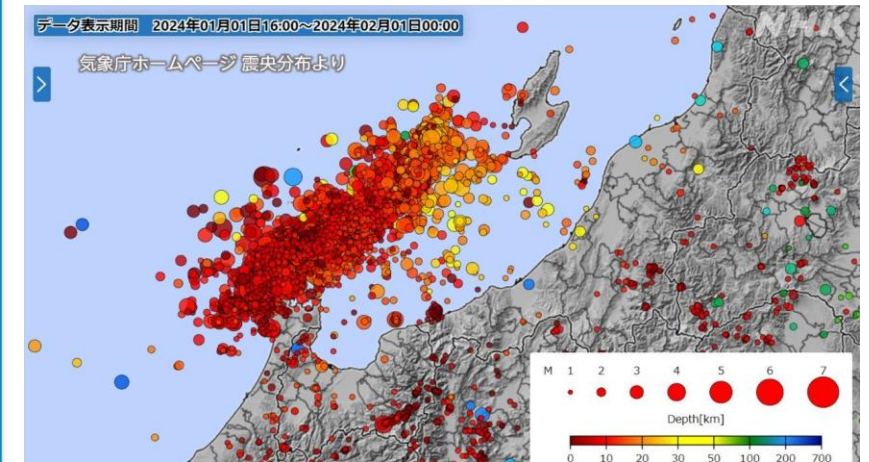 データ表示期間　2024年01月01日16:00～2024年02月01日00:00
NHK
気象庁ホームページ 震央分布より
M 1 2 3 4 5 6 7
Depth[km]
0 10 20 30 50 100 200 700